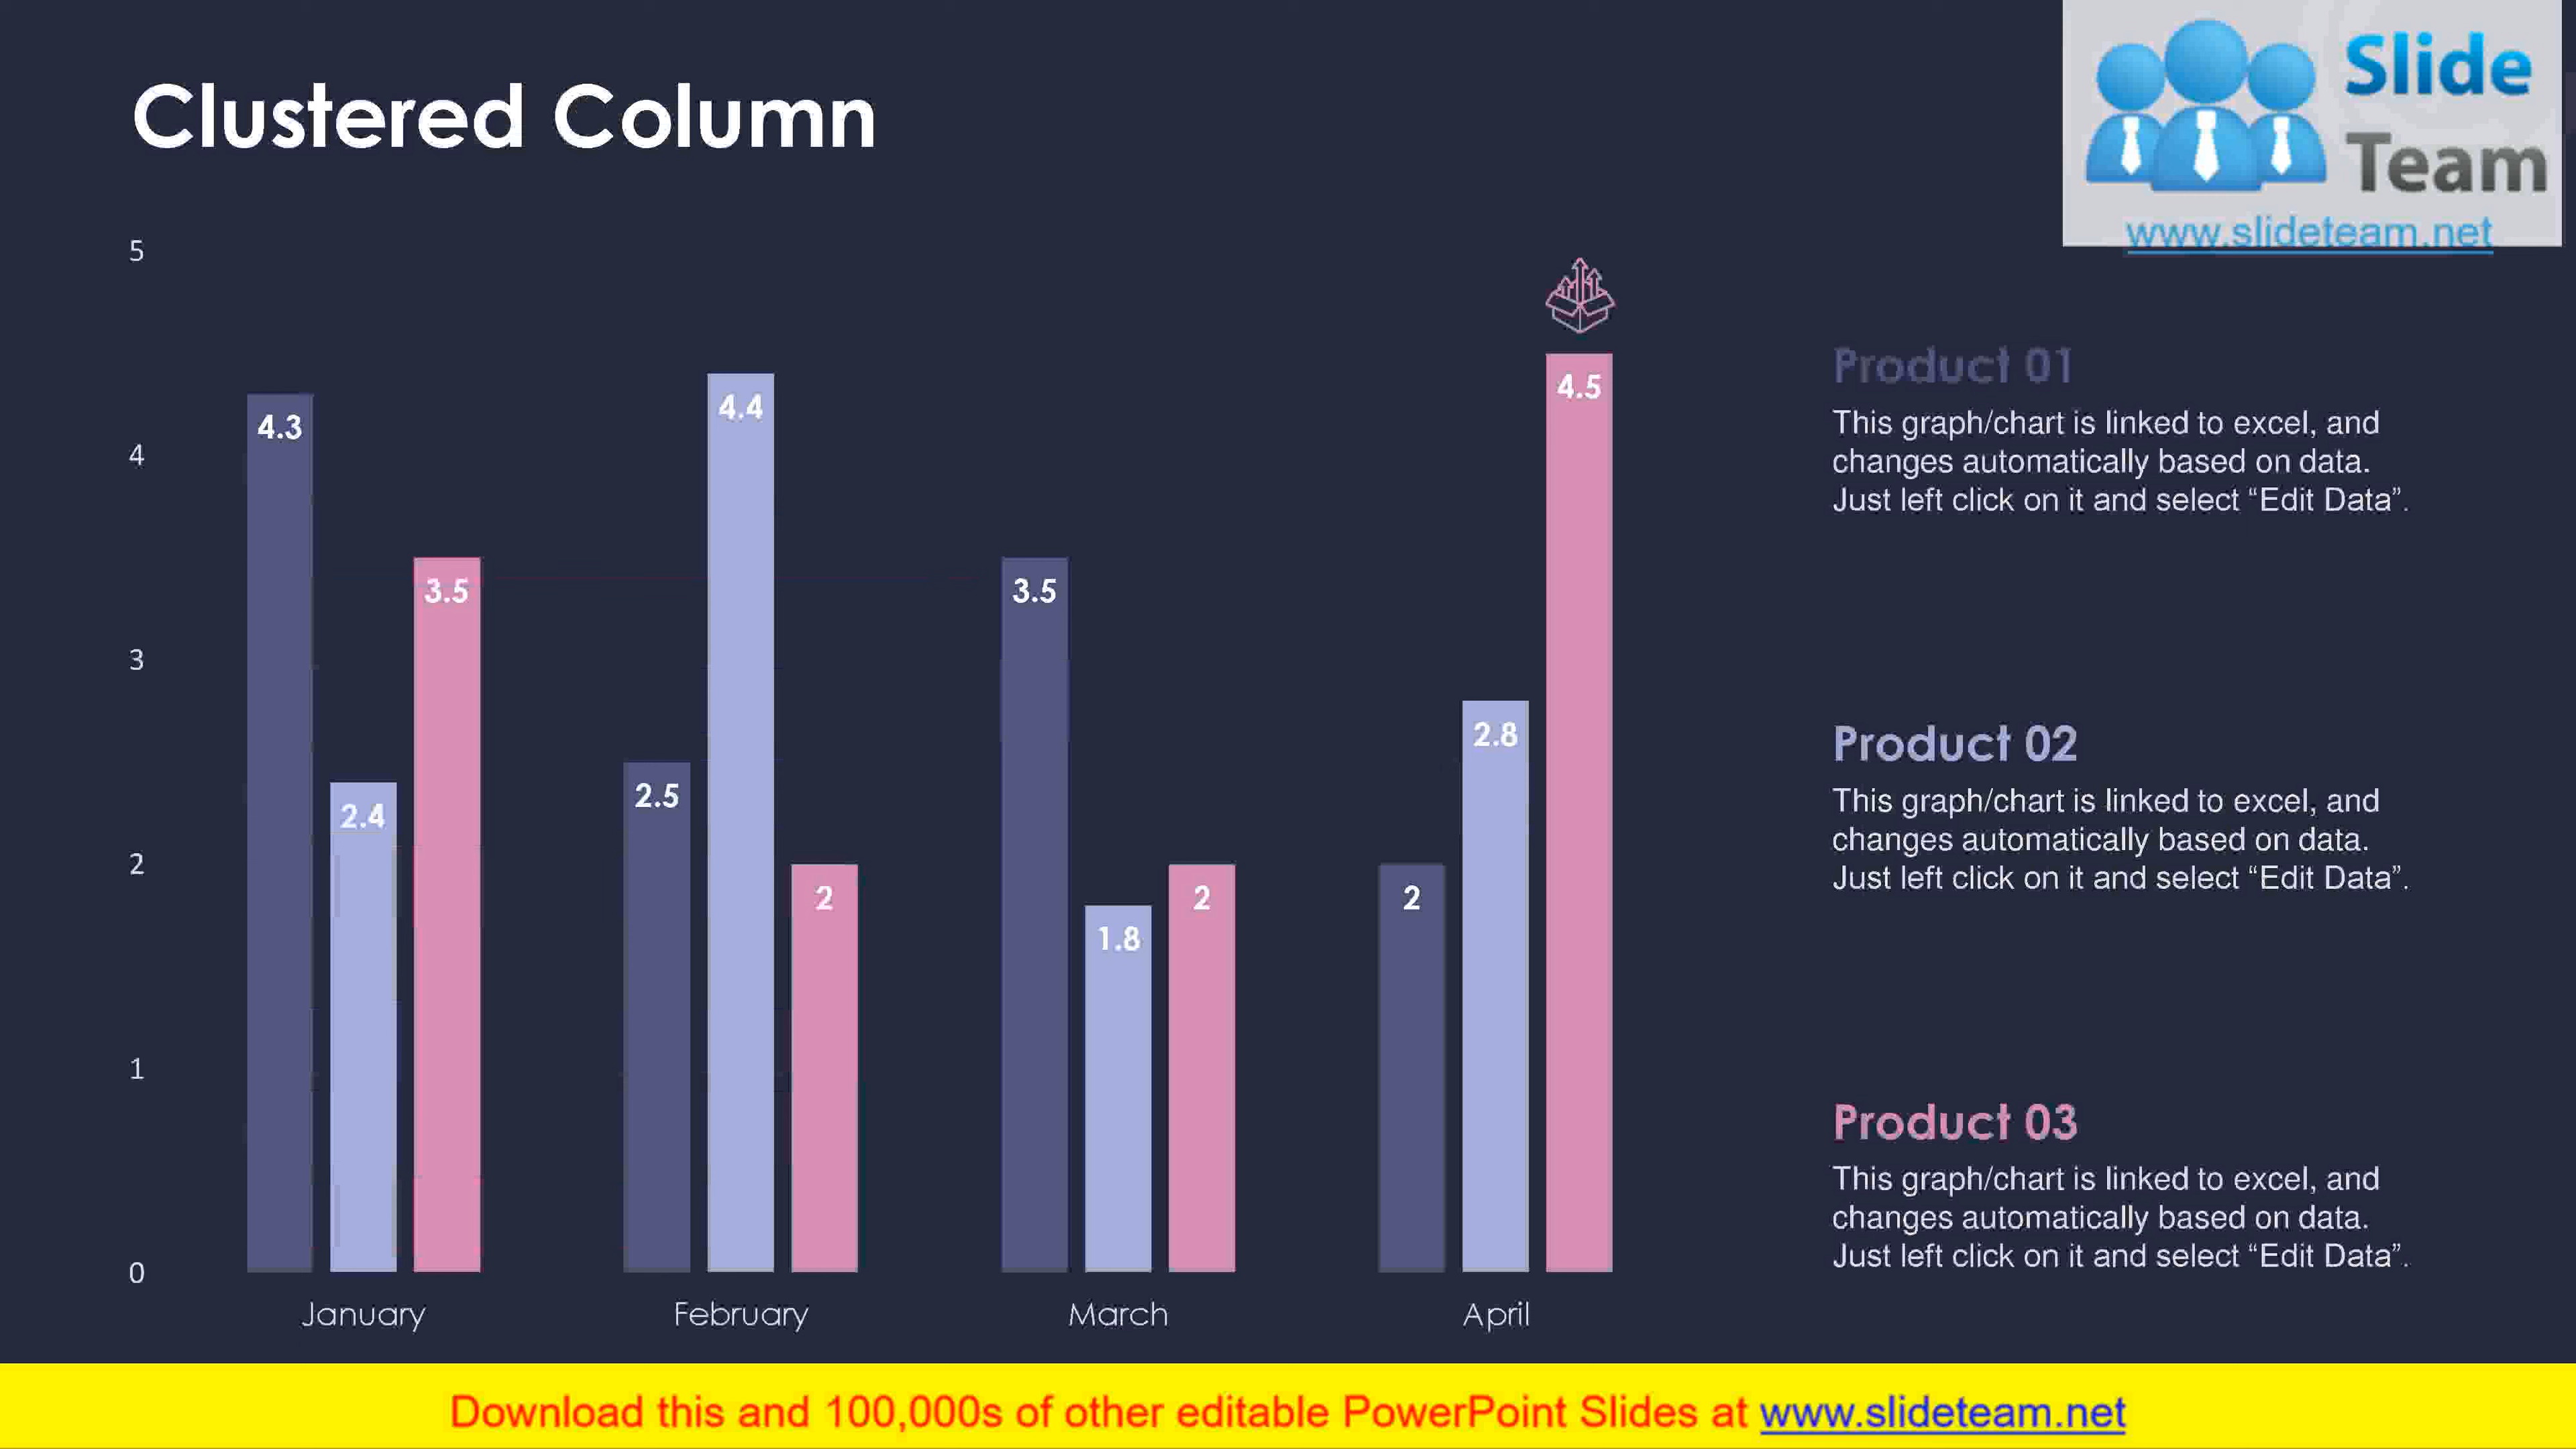 Clustered Column
Slide
Team
www.slideteam.net
5
4
3
2
1
0
4.3
2.4
3.5
2.5
4.4
2
3.5
1.8
2
2
2.8
4.5
January
February
March
April
Product 01
This graph/chart is linked to excel, and
changes automatically based on data.
Just left click on it and select “Edit Data”.
Product 02
This graph/chart is linked to excel, and
changes automatically based on data.
Just left click on it and select “Edit Data”.
Product 03
This graph/chart is linked to excel, and
changes automatically based on data.
Just left click on it and select “Edit Data”.
Download this and 100,000s of other editable PowerPoint Slides at www.slideteam.net